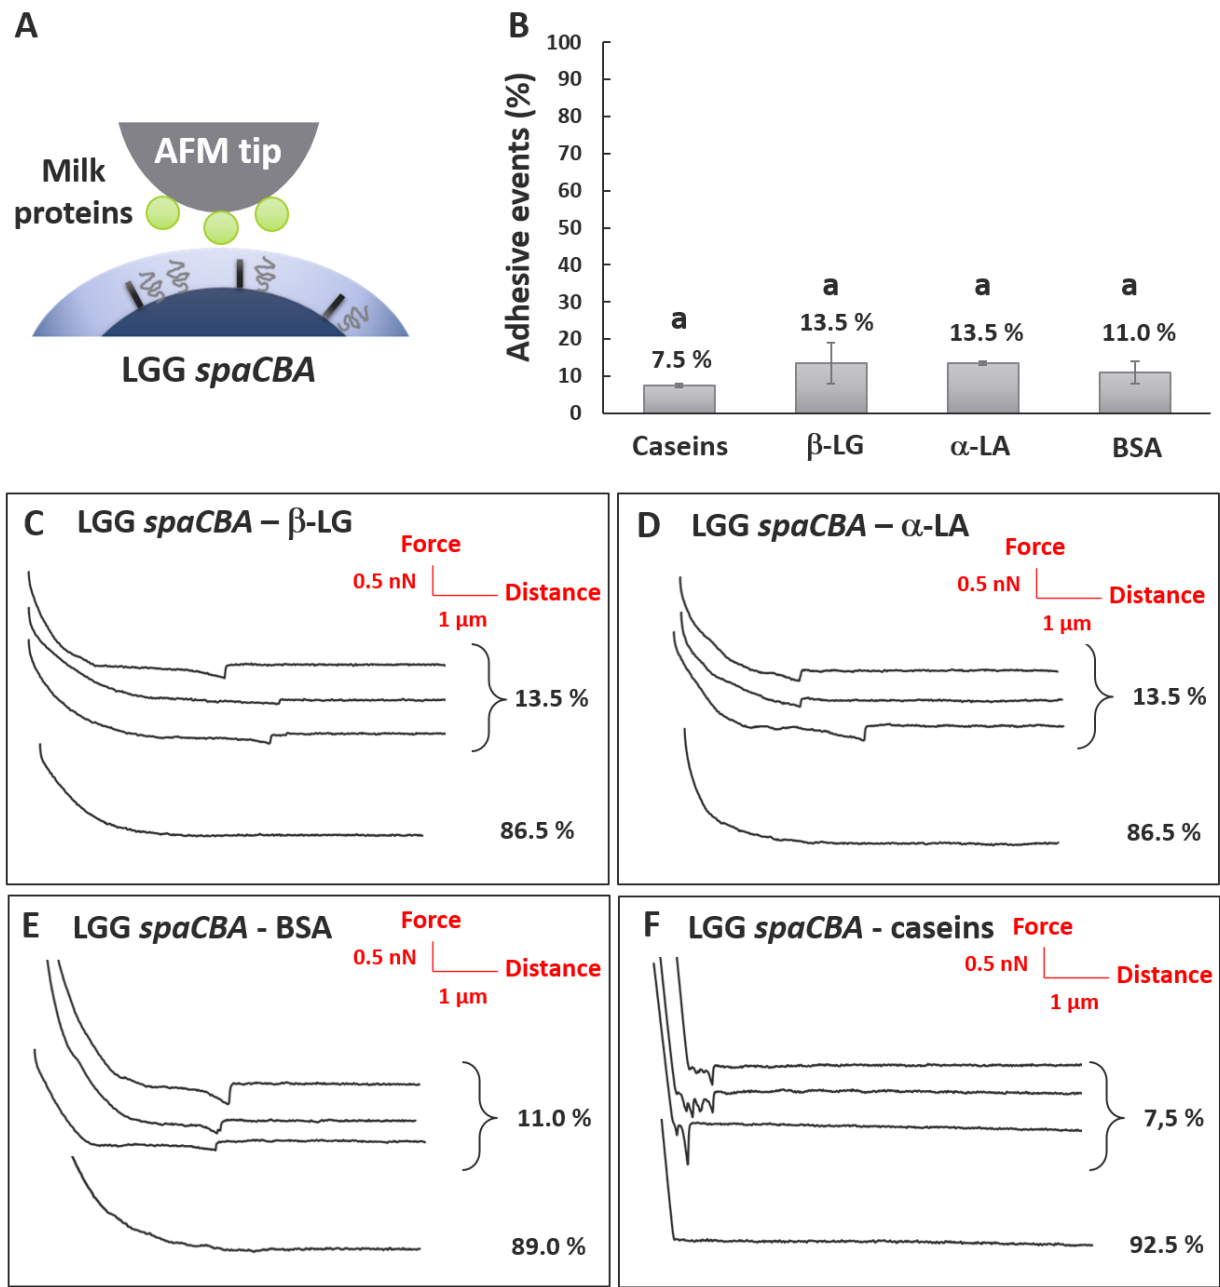 A
AFM tip
Milk
proteins
LGG spaCBA
B
Adhesive events (%)
100
90
80
70
60
50
40
30
20
10
0
a
7.5 %
a
13.5 %
a
13.5 %
a
11.0 %
Caseins
β-LG
α-LA
BSA
C LGG spaCBA – β-LG
Force
0.5 nN
Distance
1 µm
13.5 %
86.5 %
D LGG spaCBA – α-LA
Force
0.5 nN
Distance
1 µm
13.5 %
86.5 %
E LGG spaCBA - BSA
Force
0.5 nN
Distance
1 µm
11.0 %
89.0 %
F LGG spaCBA - caseins
Force
0.5 nN
Distance
1 µm
7,5 %
92.5 %